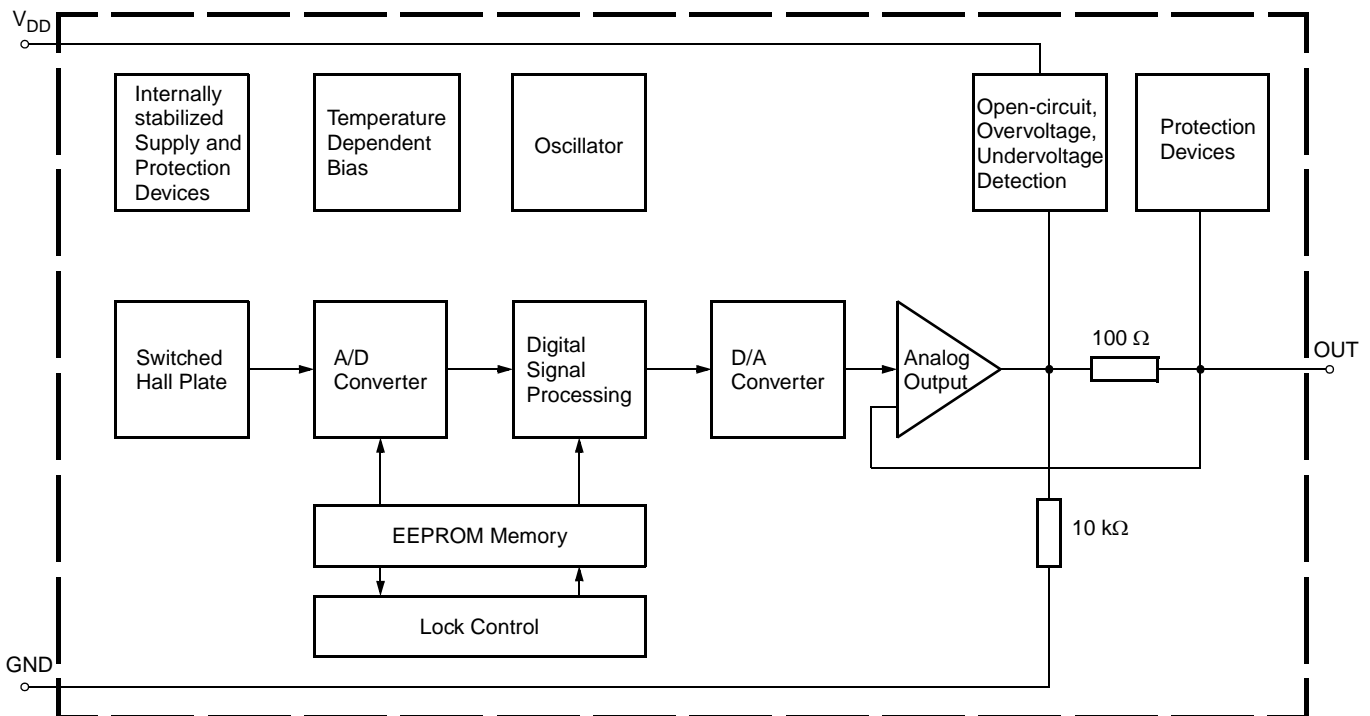 VDD
Internally
stabilized
Supply and
Protection
Devices
Temperature
Dependent
Bias
Oscillator
Open-circuit,
Overvoltage,
Undervoltage
Detection
Protection
Devices
Switched
Hall Plate
A/D
Converter
Digital
Signal
Processing
D/A
Converter
Analog
Output
100 Ω
OUT
EEPROM Memory
10 kΩ
Lock Control
GND